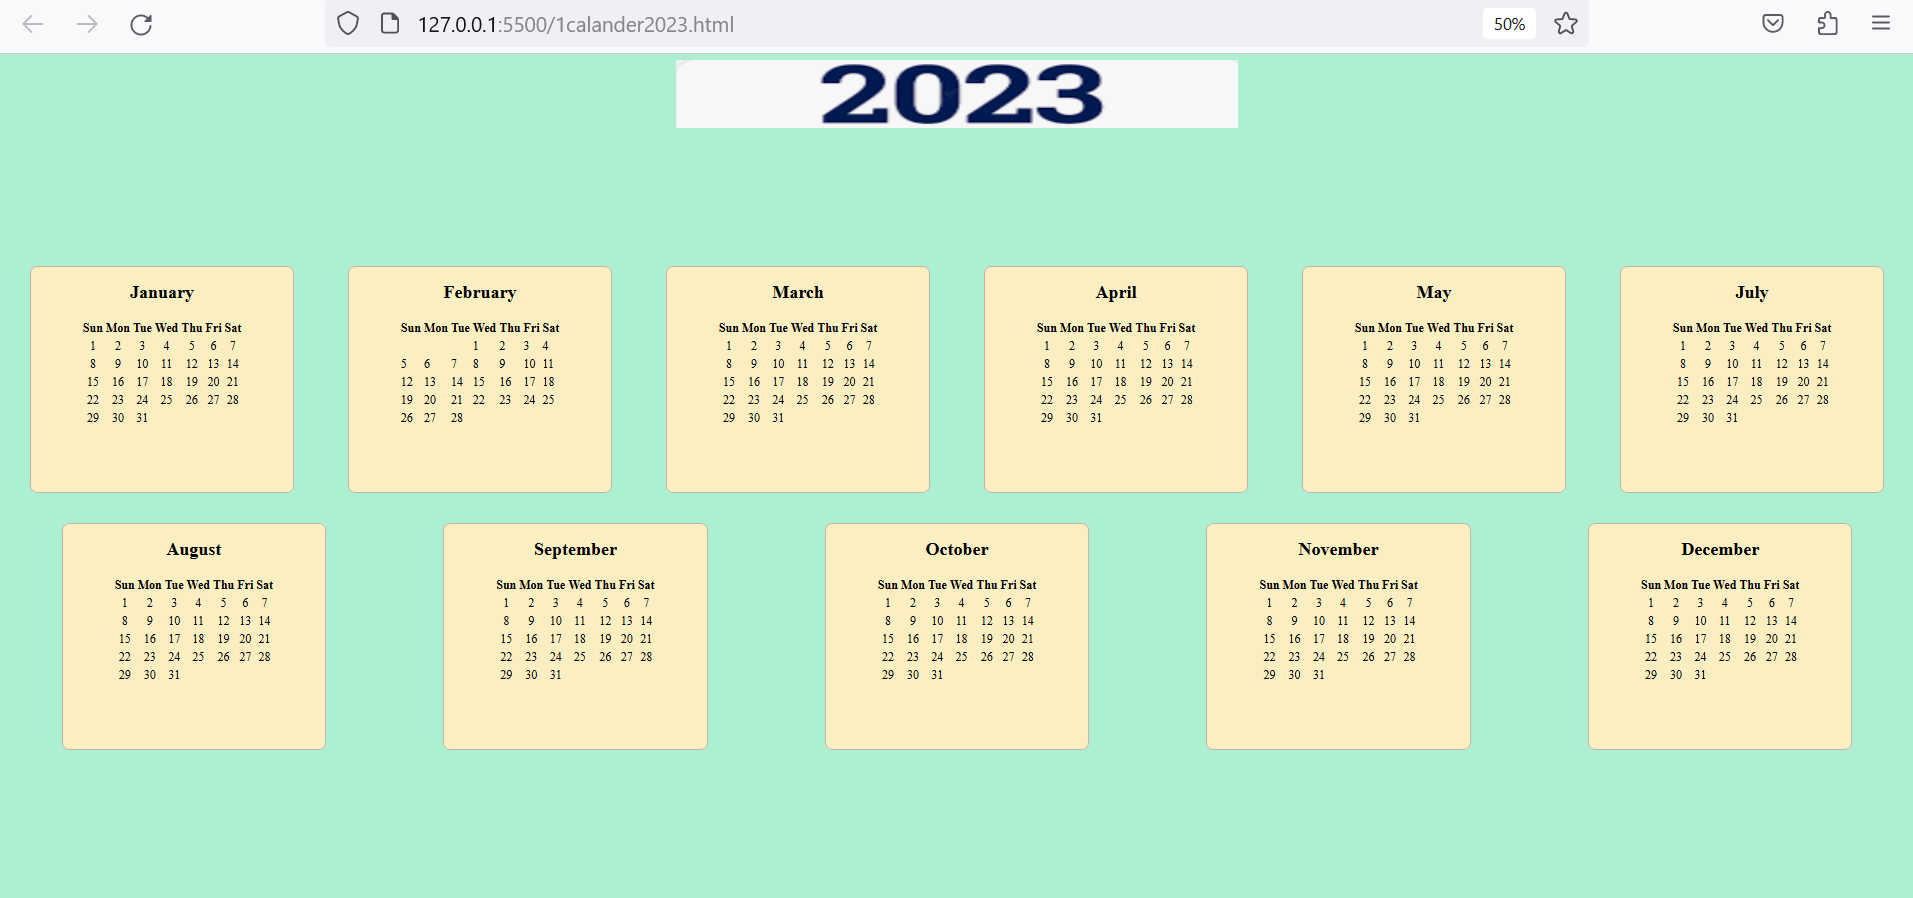 127.0.0.1:5500/1calander2023.html
50%
2023
January
Sun Mon Tue Wed Thu Fri Sat
1 2 3 4 5 6 7
8 9 10 11 12 13 14
15 16 17 18 19 20 21
22 23 24 25 26 27 28
29 30 31
February
Sun Mon Tue Wed Thu Fri Sat
1 2 3 4
5 6 7 8 9 10 11
12 13 14 15 16 17 18
19 20 21 22 23 24 25
26 27 28
March
Sun Mon Tue Wed Thu Fri Sat
1 2 3 4 5 6 7
8 9 10 11 12 13 14
15 16 17 18 19 20 21
22 23 24 25 26 27 28
29 30 31
April
Sun Mon Tue Wed Thu Fri Sat
1 2 3 4 5 6 7
8 9 10 11 12 13 14
15 16 17 18 19 20 21
22 23 24 25 26 27 28
29 30 31
May
Sun Mon Tue Wed Thu Fri Sat
1 2 3 4 5 6 7
8 9 10 11 12 13 14
15 16 17 18 19 20 21
22 23 24 25 26 27 28
29 30 31
July
Sun Mon Tue Wed Thu Fri Sat
1 2 3 4 5 6 7
8 9 10 11 12 13 14
15 16 17 18 19 20 21
22 23 24 25 26 27 28
29 30 31
August
Sun Mon Tue Wed Thu Fri Sat
1 2 3 4 5 6 7
8 9 10 11 12 13 14
15 16 17 18 19 20 21
22 23 24 25 26 27 28
29 30 31
September
Sun Mon Tue Wed Thu Fri Sat
1 2 3 4 5 6 7
8 9 10 11 12 13 14
15 16 17 18 19 20 21
22 23 24 25 26 27 28
29 30 31
October
Sun Mon Tue Wed Thu Fri Sat
1 2 3 4 5 6 7
8 9 10 11 12 13 14
15 16 17 18 19 20 21
22 23 24 25 26 27 28
29 30 31
November
Sun Mon Tue Wed Thu Fri Sat
1 2 3 4 5 6 7
8 9 10 11 12 13 14
15 16 17 18 19 20 21
22 23 24 25 26 27 28
29 30 31
December
Sun Mon Tue Wed Thu Fri Sat
1 2 3 4 5 6 7
8 9 10 11 12 13 14
15 16 17 18 19 20 21
22 23 24 25 26 27 28
29 30 31